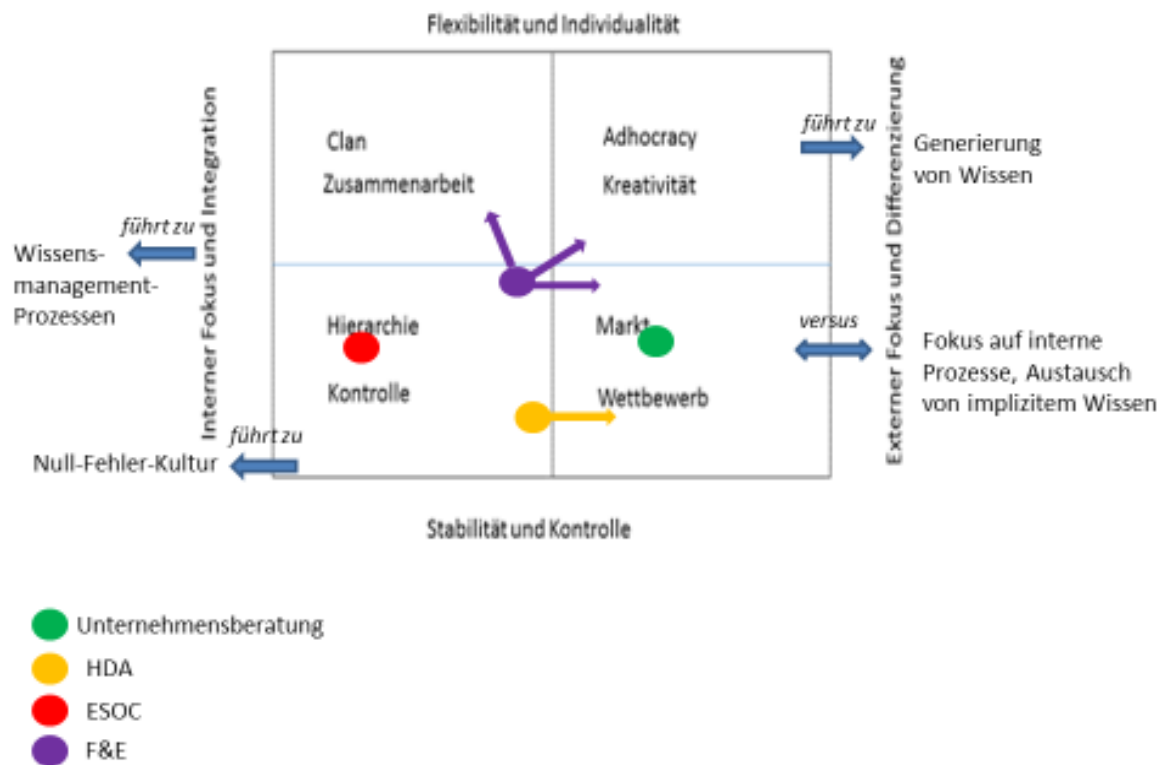 Flexibilität und Individualität
Interner Fokus und Integration
Externer Fokus und Differenzierung
Clan
Zusammenarbeit
Adhocracy
Kreativität
führt zu
Generierung
von Wissen
führt zu
Wissens-
management-
Prozessen
Hierarchie
Kontrolle
Markt
Wettbewerb
versus
Fokus auf interne
Prozesse, Austausch
von implizitem Wissen
führt zu
Null-Fehler-Kultur
Stabilität und Kontrolle
Unternehmensberatung
HDA
ESOC
F&E